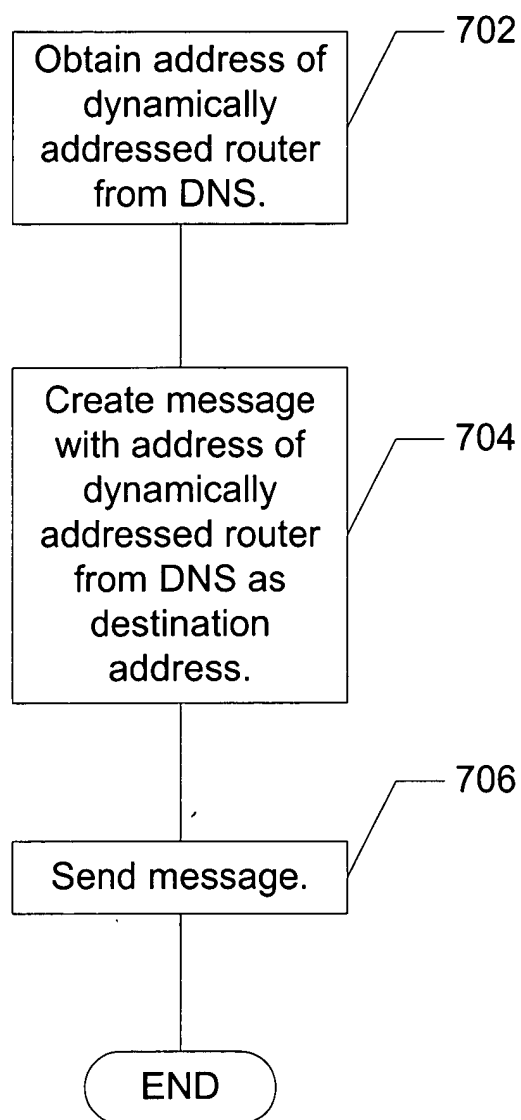 702
Obtain address of
dynamically
addressed router
from DNS.
704
Create message
with address of
dynamically
addressed router
from DNS as
destination
address.
706
Send message.
END